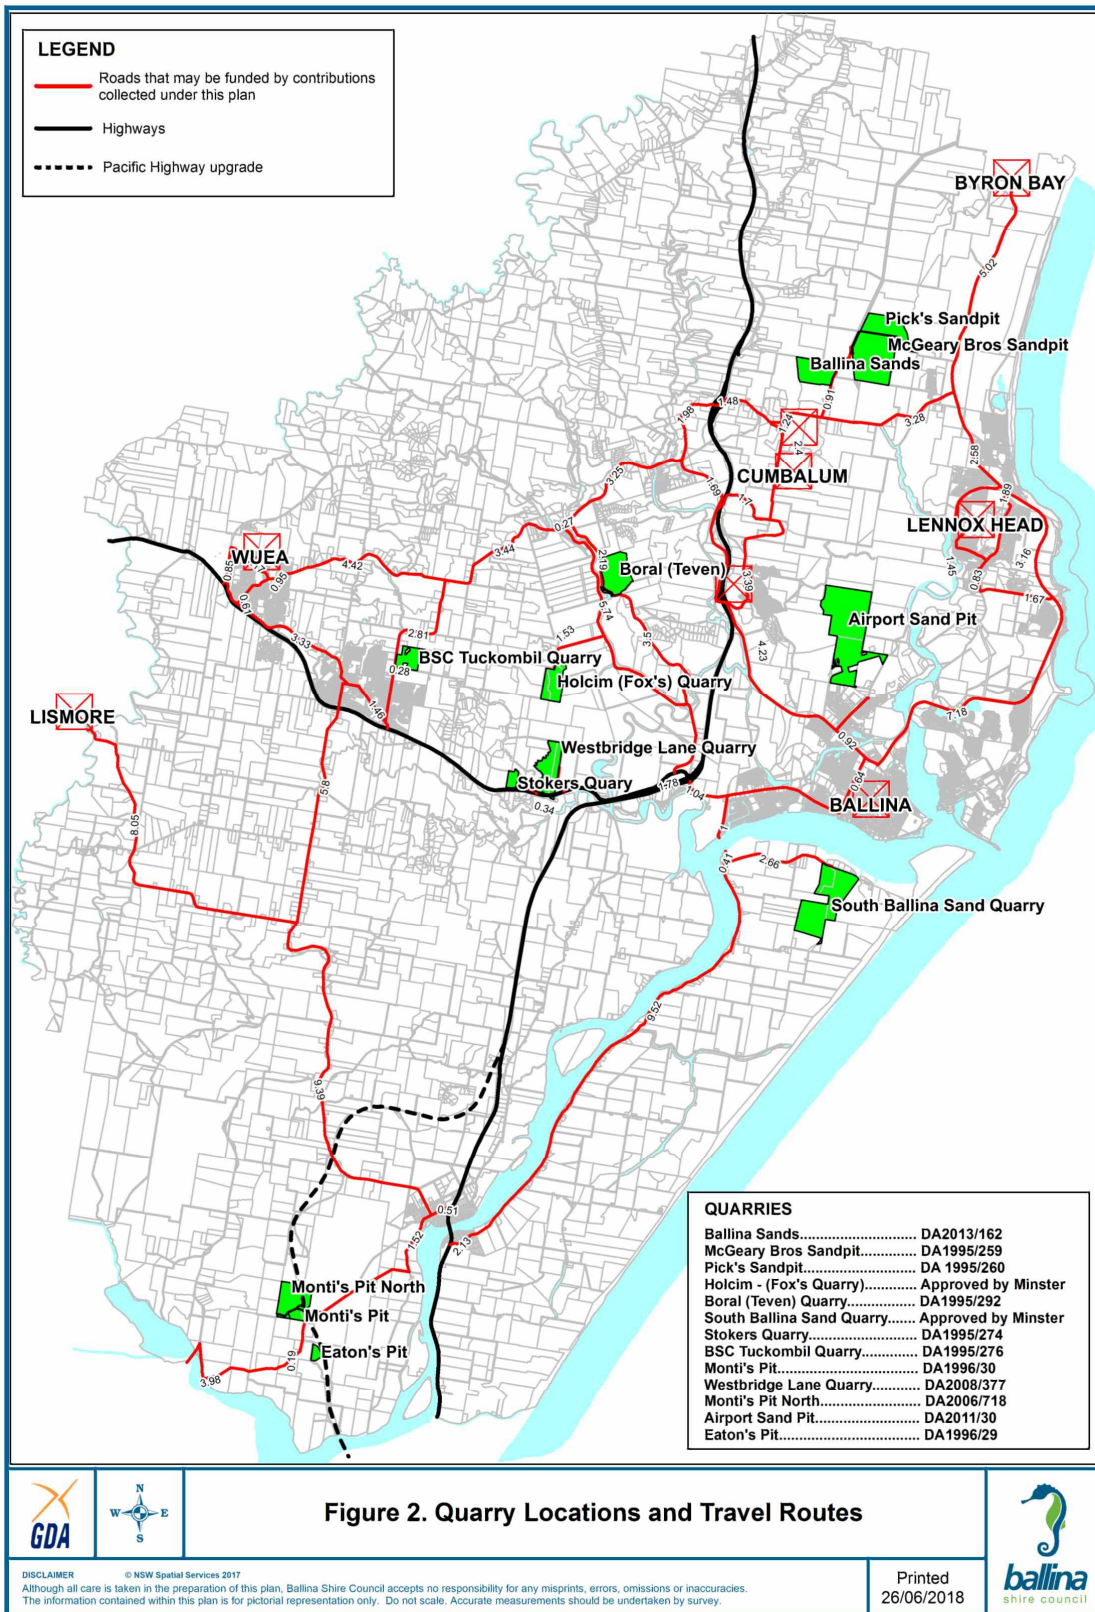 LEGEND
Roads that may be funded by contributions
collected under this plan
Highways
Pacific Highway upgrade
BYRON BAY
5.02
Pick's Sandpit
McGeary Bros Sandpit
Ballina Sands
0.91
1.48
1.98
1.24
3.28
2.4
2.58
CUMBALUM
3.25
1.69
1.7
1.89
LENNOX HEAD
0.27
3.44
WUEA
4.42
0.85
0.95
2.19
Boral (Teven)
3.39
1.45
0.83
3.16
1.67
0.61
5.74
Airport Sand Pit
3.33
2.81
1.53
3.5
4.23
BSC Tuckombil Quarry
0.28
Holcim (Fox's) Quarry
LISMORE
1.46
7.18
0.92
Westbridge Lane Quarry
Stokers Quary
1.78
1.04
0.64
5.6
0.34
BALLINA
8.05
1
0.41
2.66
South Ballina Sand Quarry
9.52
9.39
0.51
1.52
2.13
Monti's Pit North
Monti's Pit
Eaton's Pit
0.19
3.98
QUARRIES
Ballina Sands........................... DA2013/162
McGeary Bros Sandpit............. DA1995/259
Pick's Sandpit.......................... DA 1995/260
Holcim - (Fox's Quarry)............ Approved by Minster
Boral (Teven) Quarry................ DA1995/292
South Ballina Sand Quarry....... Approved by Minster
Stokers Quarry......................... DA1995/274
BSC Tuckombil Quarry............. DA1995/276
Monti's Pit................................. DA1996/30
Westbridge Lane Quarry........... DA2008/377
Monti's Pit North....................... DA2006/718
Airport Sand Pit........................ DA2011/30
Eaton's Pit................................. DA1996/29
GDA
N
W E
S
Figure 2. Quarry Locations and Travel Routes
ballina
shire council
DISCLAIMER © NSW Spatial Services 2017
Although all care is taken in the preparation of this plan, Ballina Shire Council accepts no responsibility for any misprints, errors, omissions or inaccuracies.
The information contained within this plan is for pictorial representation only. Do not scale. Accurate measurements should be undertaken by survey.
Printed
26/06/2018